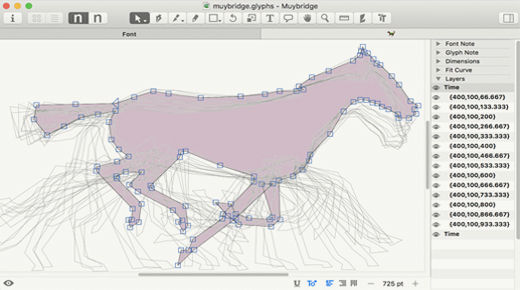 muybridge.glyphs - Muybridge
Font
Font Note
Glyph Note
Dimensions
Fit Curve
Layers
Time
{400,100,66.667}
{400,100,133.333}
{400,100,200}
{400,100,266.667}
{400,100,333.333}
{400,100,400}
{400,100,466.667}
{400,100,533.333}
{400,100,600}
{400,100,666.667}
{400,100,733.333}
{400,100,800}
{400,100,866.667}
{400,100,933.333}
Time
725 pt